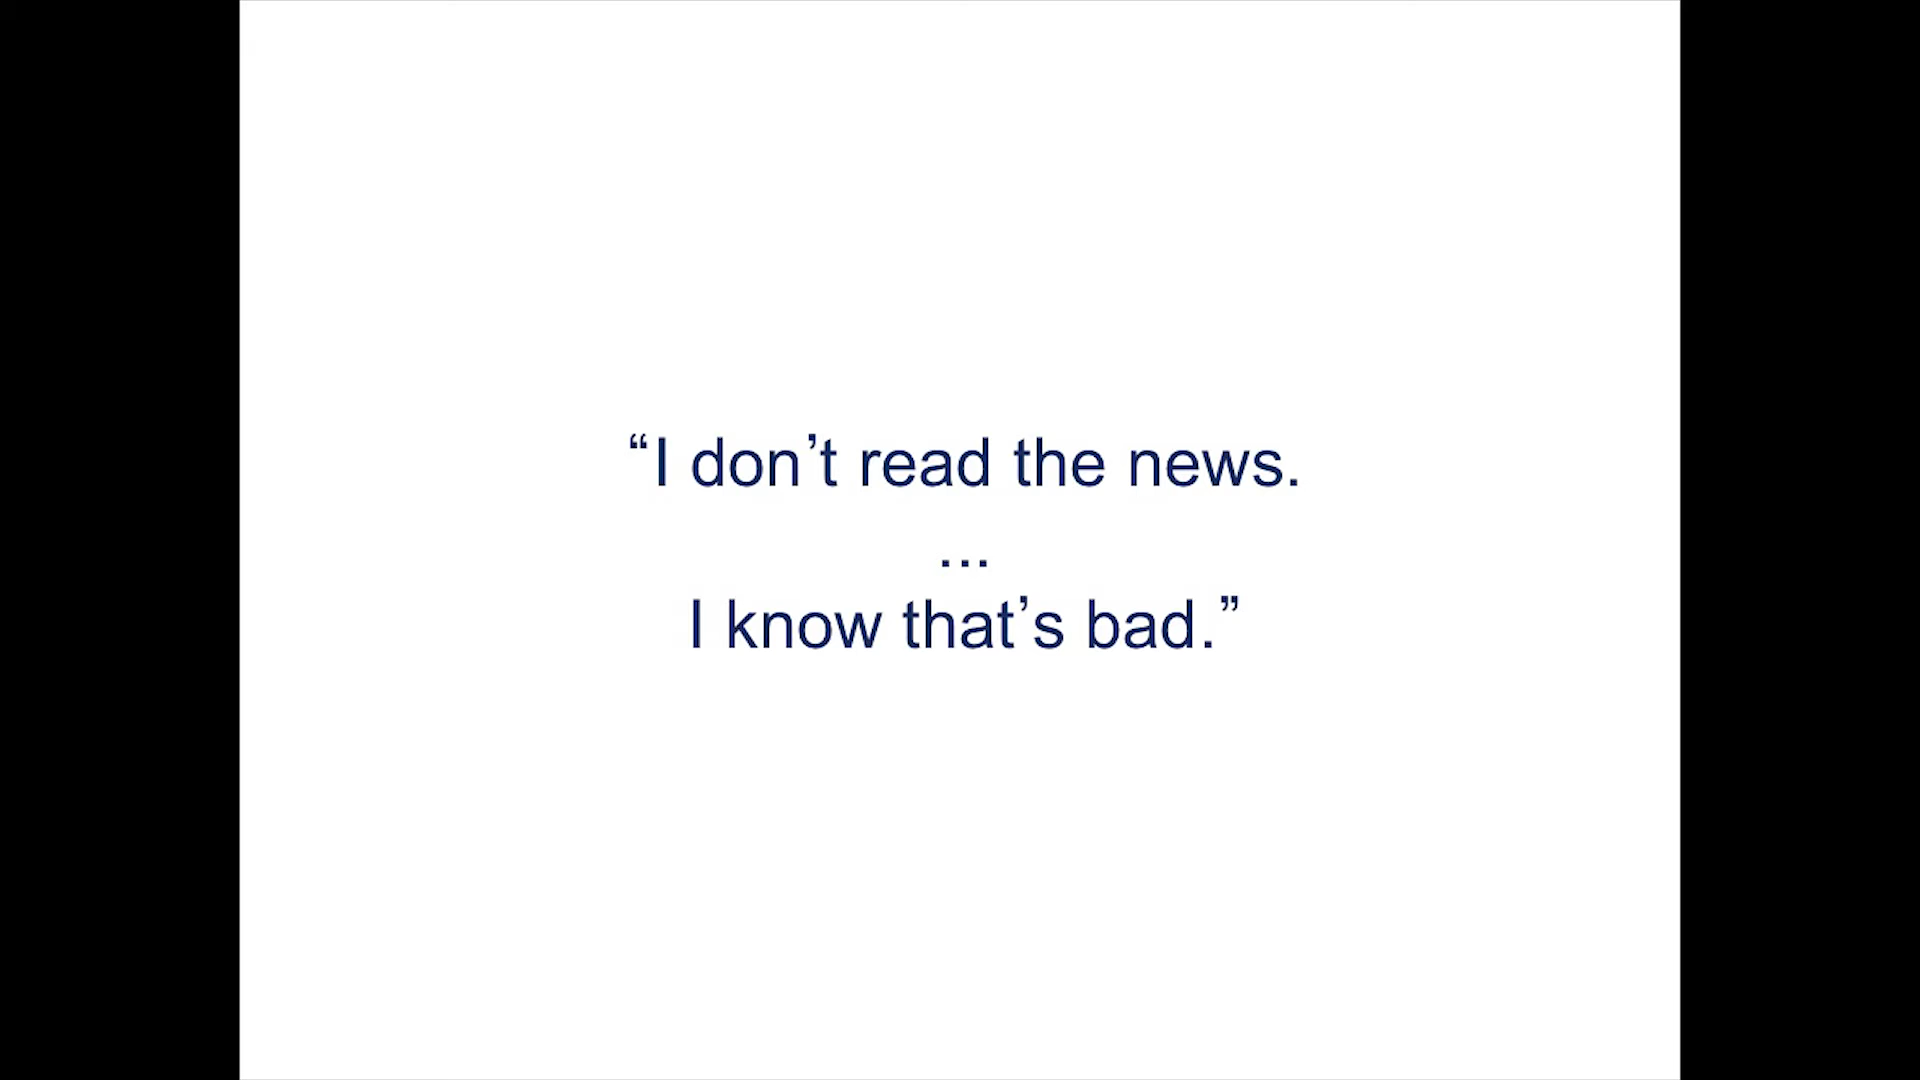 “I don’t read the news.
...
I know that’s bad.”